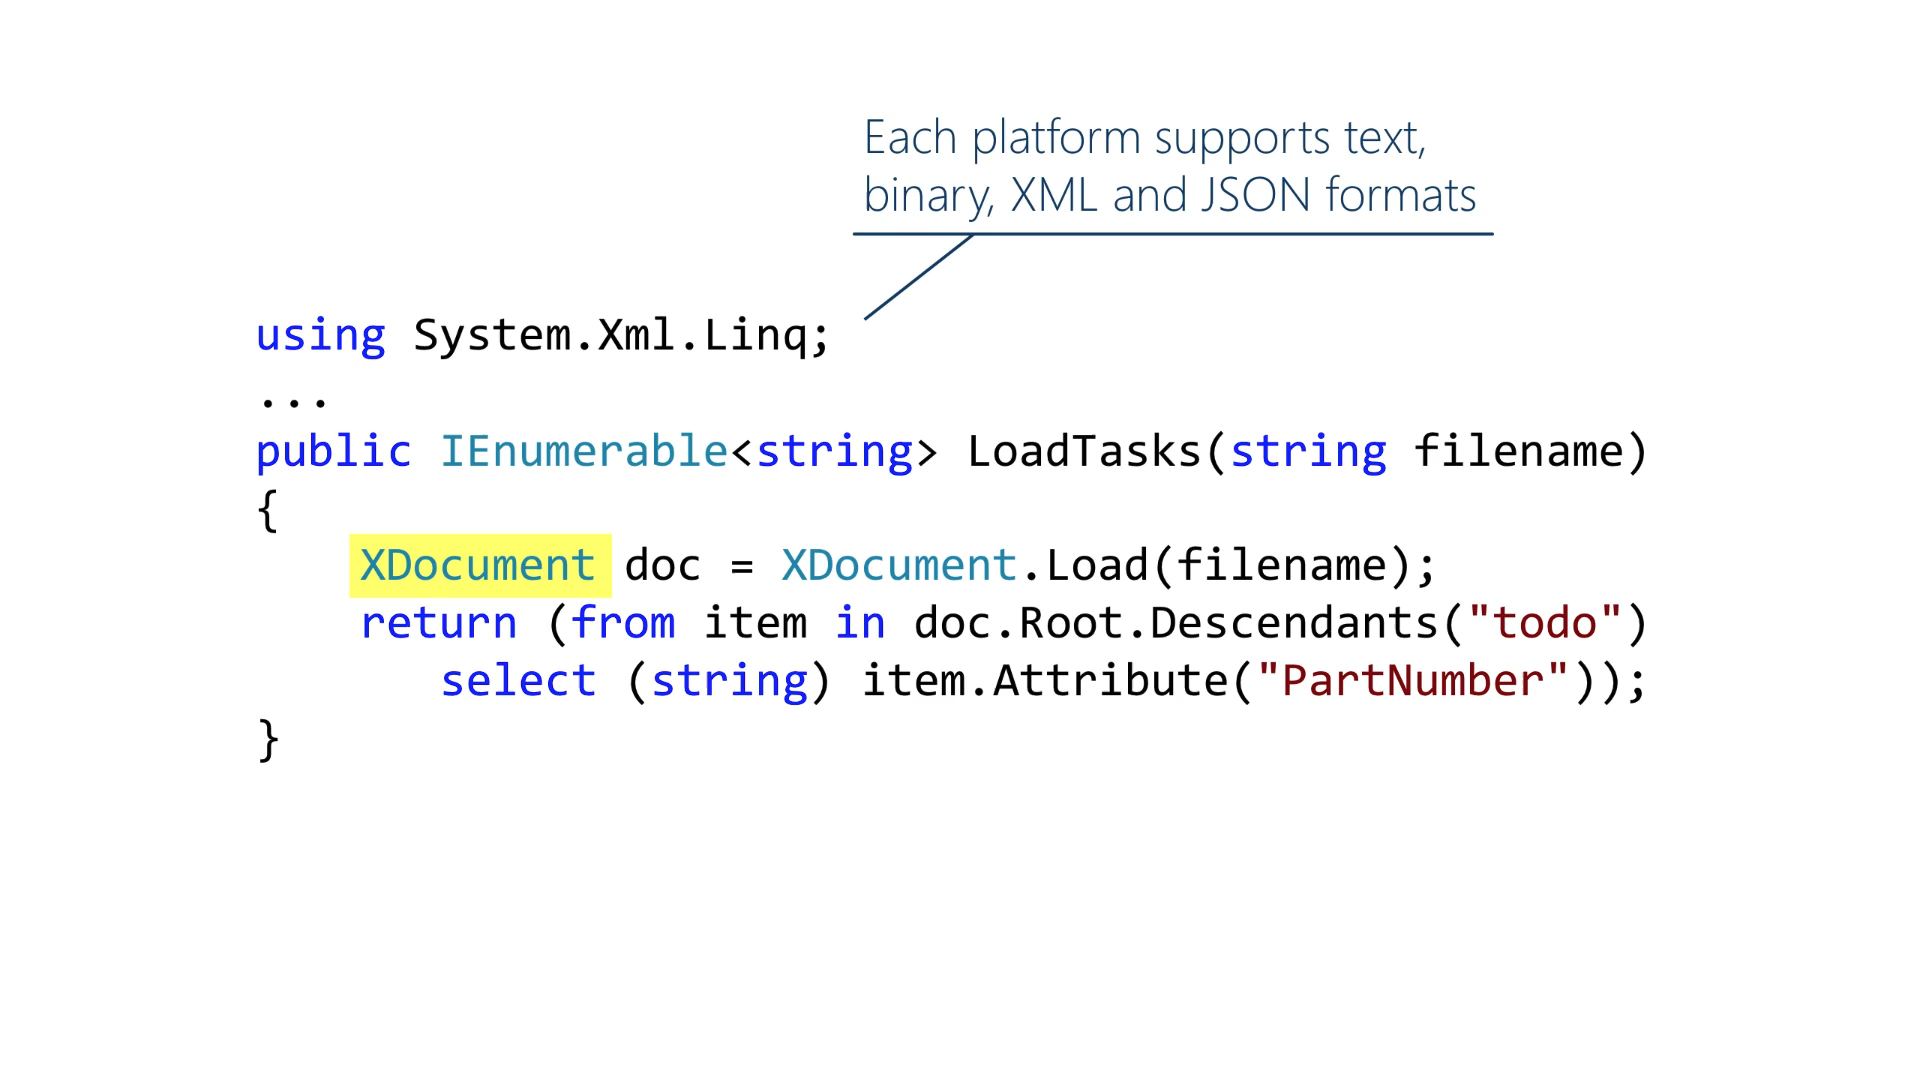 Each platform supports text,
binary, XML and JSON formats
using System.Xml.Linq;
...
public IEnumerable<string> LoadTasks(string filename)
{
    XDocument doc = XDocument.Load(filename);
    return (from item in doc.Root.Descendants("todo")
       select (string) item.Attribute("PartNumber"));
}